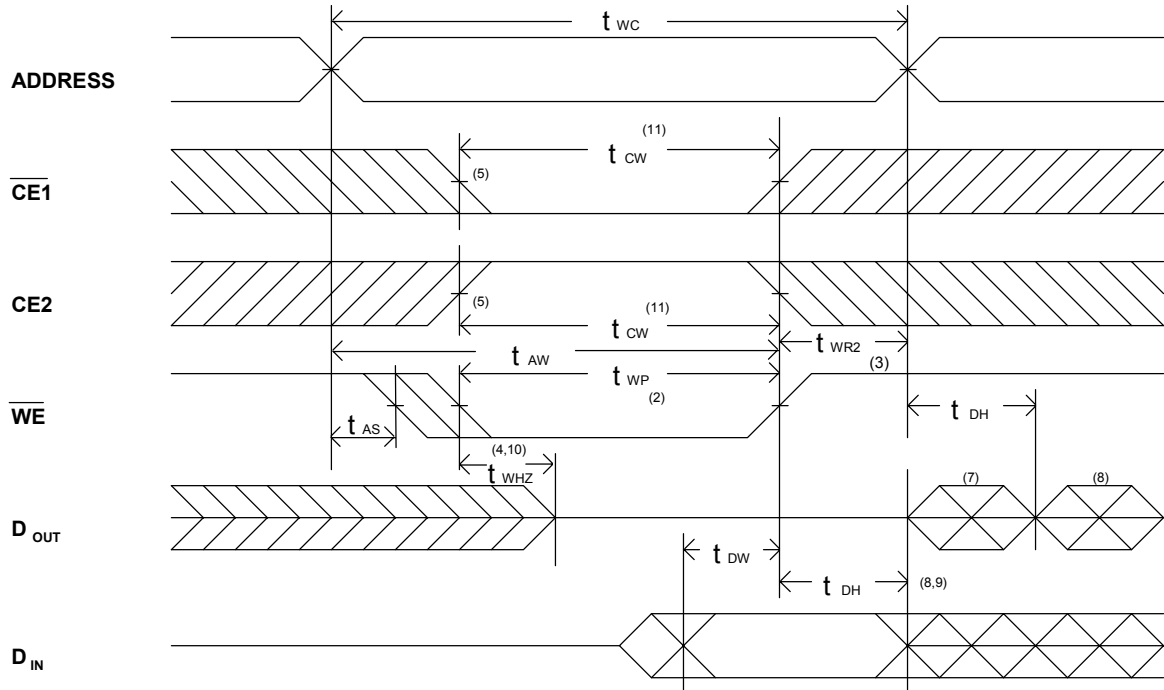 t WC
ADDRESS
(11)
t CW
CE1
(5)
CE2
(5)
(11)
t CW
t AW
t WR2
t WP
(3)
(2)
WE
t AS
t DH
(4,10)
t WHZ
(7)
(8)
D OUT
t DW
t DH
(8,9)
D IN